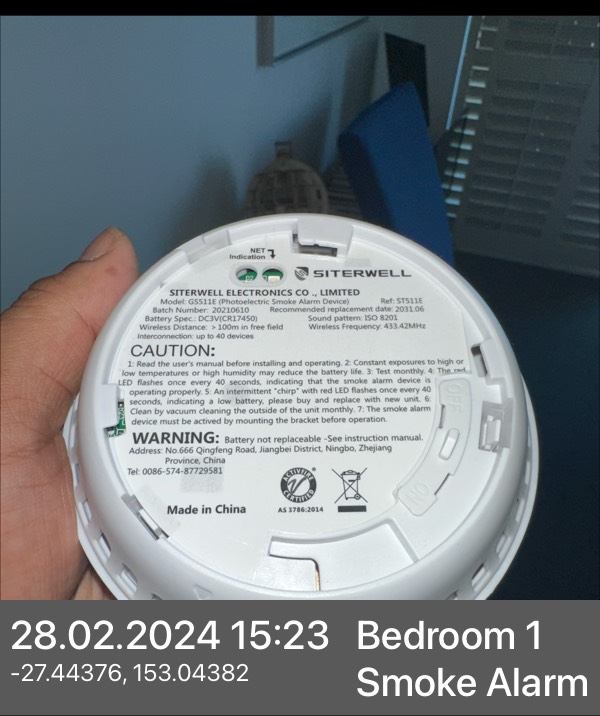 NET
Indication
SITERWELL
SITERWELL ELECTRONICS CO ., LIMITED
Model: GS511E (Photoelectric Smoke Alarm Device) Ref: ST511E
Batch Number: 20210610 Recommended replacement date: 2031.06
Battery Spec.: DC3V(CR17450) Sound pattern: ISO 8201
Wireless Distance: >100m in free field Wireless Frequency: 433.42MHz
Interconnection: up to 40 devices
CAUTION:
1: Read the user's manual before installing and operating. 2: Constant exposures to high or
low temperatures or high humidity may reduce the battery life. 3: Test monthly. 4: The red
LED flashes once every 40 seconds, indicating that the smoke alarm device is
operating properly. 5: An intermittent "chirp" with red LED flashes once every 40
seconds, indicating a low battery, please buy and replace with new unit. 6:
Clean by vacuum cleaning the outside of the unit monthly. 7: The smoke alarm
device must be actived by mounting the bracket before operation.
OFF
ON
WARNING: Battery not replaceable -See instruction manual.
Address: No.666 Qingfeng Road, Jiangbei District, Ningbo, Zhejiang
Province, China
Tel: 0086-574-87729581
Made in China
ACTIVFIRE
CERTIFIED
AS 3786:2014
28.02.2024 15:23
-27.44376, 153.04382
Bedroom 1
Smoke Alarm